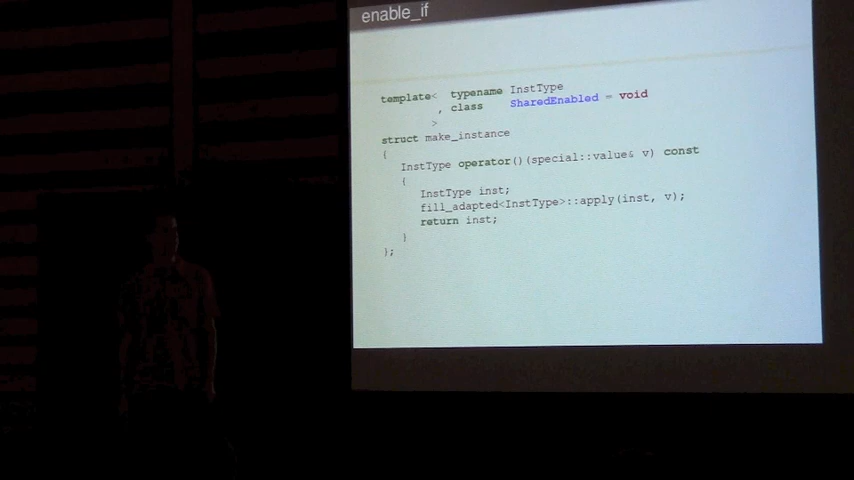 enable_if
template< typename InstType
, class SharedEnabled = void
>
struct make_instance
{
InstType operator()(special::value& v) const
{
InstType inst;
fill_adapted<InstType>::apply(inst, v);
return inst;
}
};